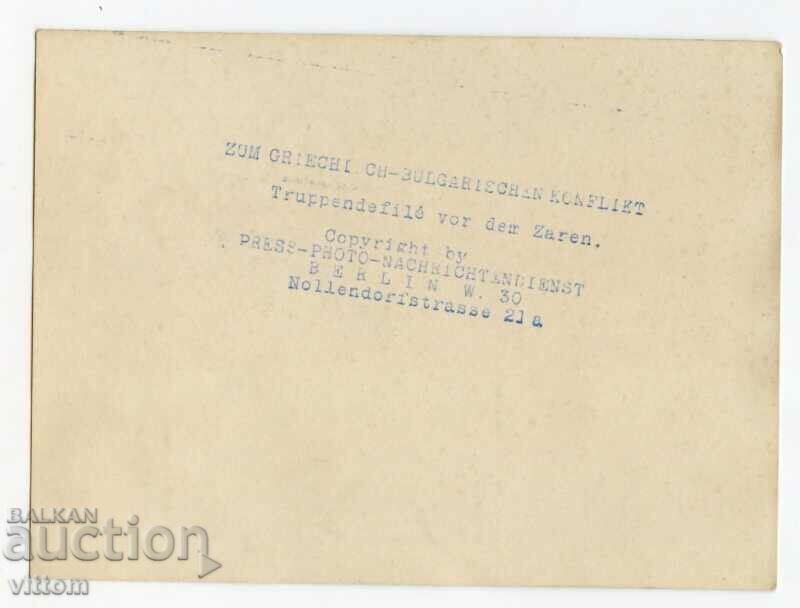 ZUM GRIECHI CH-BULGARISCHEN KONFLIKT
Truppendefilé vor dem Zaren.
Copyright by
PRESS-PHOTO-NACHRICHTENDIENST
B E R L I N W. 30
Nollendorfstrasse 21a
BALKAN
auction
vittom